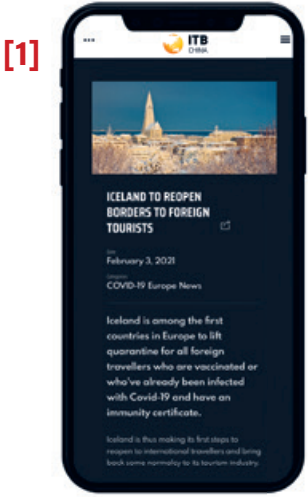 [1]
ITB
CHINA
ICELAND TO REOPEN
BORDERS TO FOREIGN
TOURISTS
Date
February 3, 2021
Categories
COVID-19 Europe News
Iceland is among the first
countries in Europe to lift
quarantine for all foreign
travellers who are vaccinated or
who've already been infected
with Covid-19 and have an
immunity certificate.
Iceland is thus making its first steps to
reopen to international travellers and bring
back some normalcy to its tourism industry.